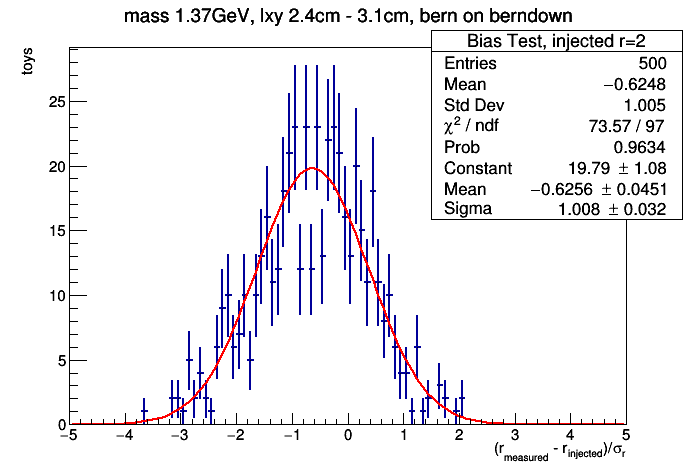 mass 1.37GeV, lxy 2.4cm - 3.1cm, bern on berndown
Bias Test, injected r=2
Entries 500
Mean −0.6248
Std Dev 1.005
χ² / ndf 73.57 / 97
Prob 0.9634
Constant 19.79 ± 1.08
Mean −0.6256 ± 0.0451
Sigma 1.008 ± 0.032
toys
25
20
15
10
5
0
−5 −4 −3 −2 −1 0 1 2 3 4 5
(r_measured - r_injected)/σ_r